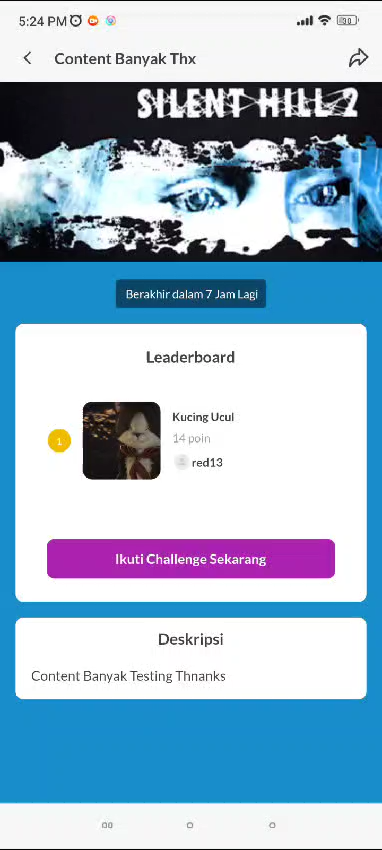 5:24 PM
30
Content Banyak Thx
SILENT HILL 2
Berakhir dalam 7 Jam Lagi
Leaderboard
1
Kucing Ucul
14 poin
red13
Ikuti Challenge Sekarang
Deskripsi
Content Banyak Testing Thnanks